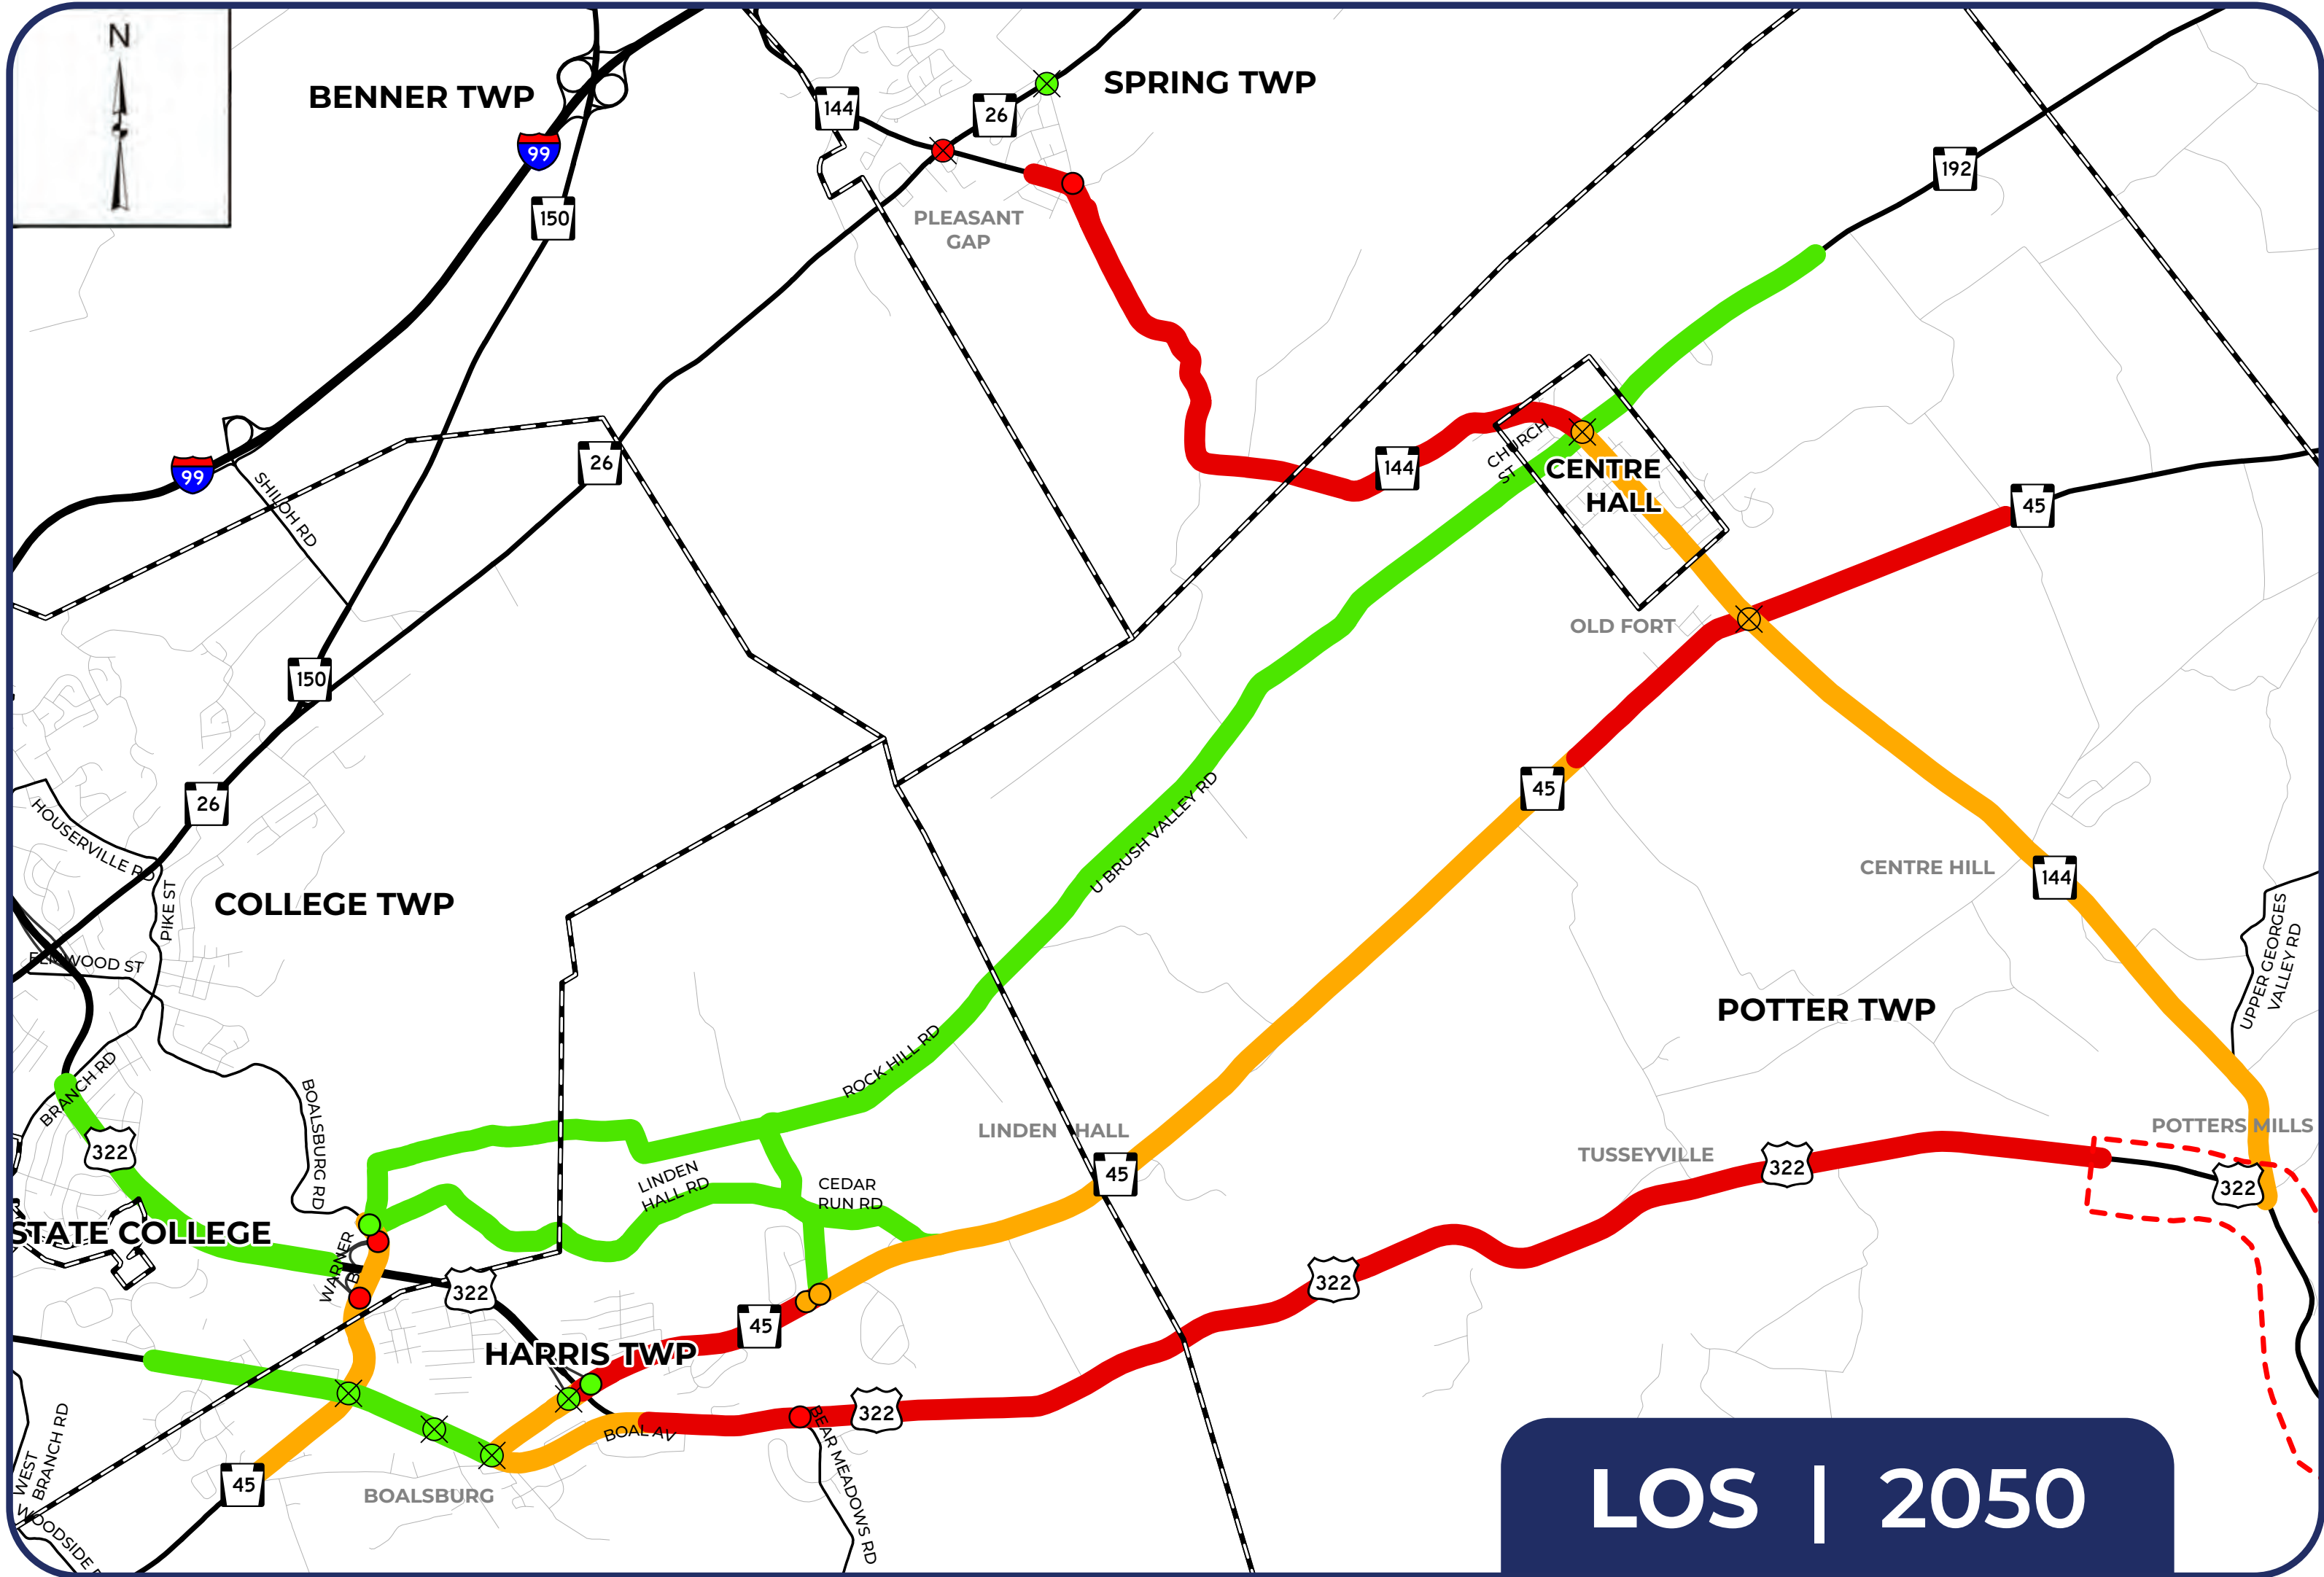 N
BENNER TWP
SPRING TWP
144
26
99
192
150
PLEASANT
GAP
CHURCH
ST
CENTRE
HALL
144
26
99
SHILOH RD
45
OLD FORT
150
45
26
HOUSERVILLE RD
U BRUSH VALLEY RD
CENTRE HILL
144
PIKE ST
COLLEGE TWP
UPPER GEORGES
VALLEY RD
ELMWOOD ST
POTTER TWP
BRANCH RD
ROCK HILL RD
BOALSBURG RD
322
LINDEN HALL
POTTERS MILLS
TUSSEYVILLE
322
45
322
LINDEN
HALL RD
CEDAR
RUN RD
STATE COLLEGE
WARNER
322
322
45
HARRIS TWP
322
BOAL AV
BEAR MEADOWS RD
45
BOALSBURG
WEST
BRANCH RD
WOODSIDE
LOS | 2050